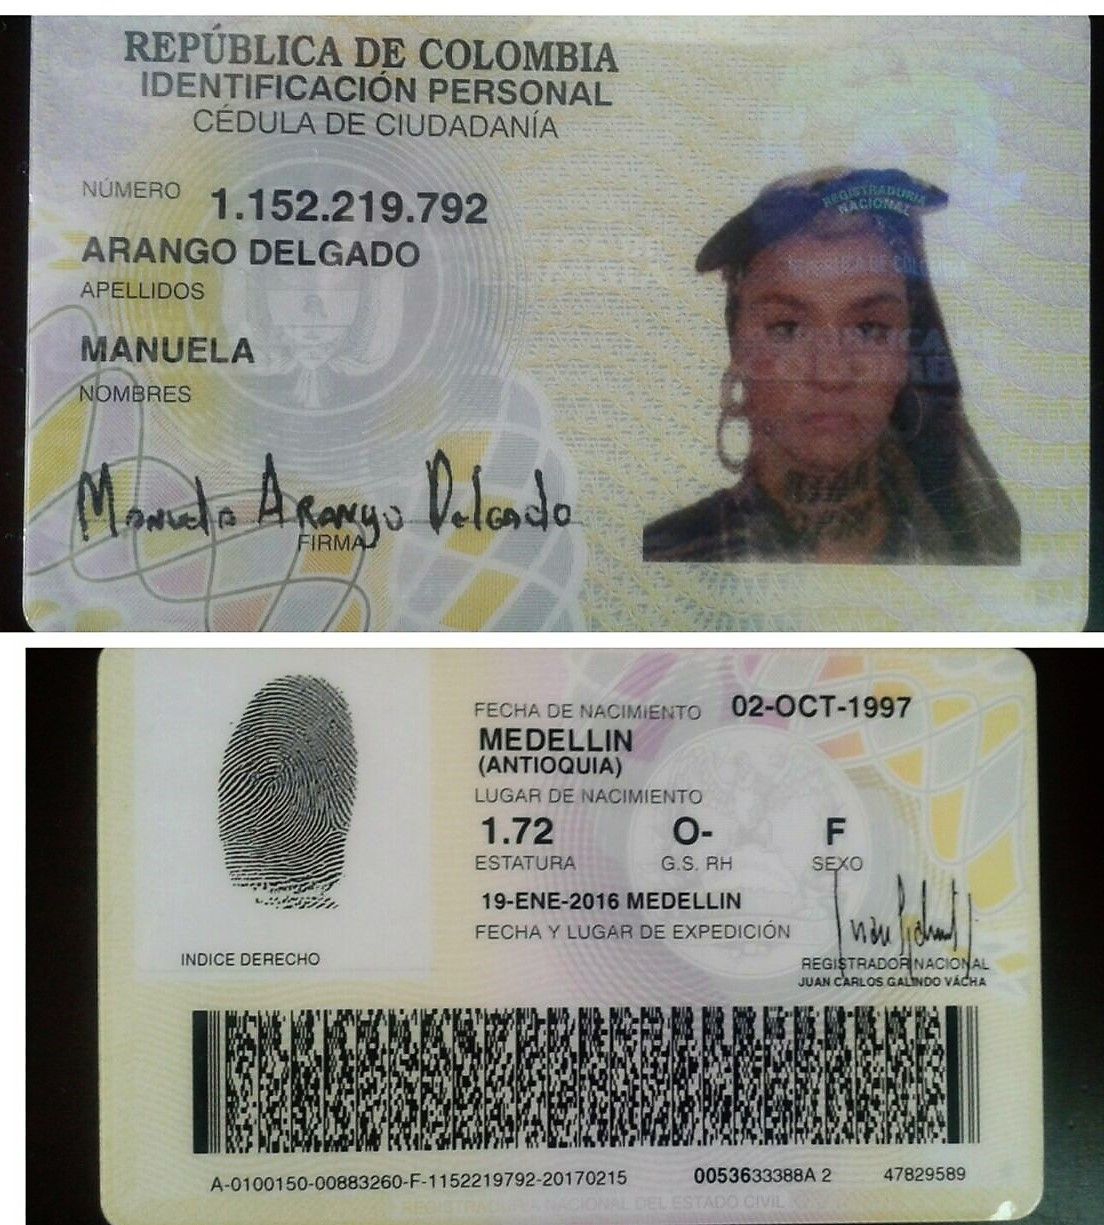 REPÚBLICA DE COLOMBIA
IDENTIFICACIÓN PERSONAL
CÉDULA DE CIUDADANÍA
NÚMERO 1.152.219.792
ARANGO DELGADO
APELLIDOS
MANUELA
NOMBRES
Manuela Arango Delgado
FIRMA
REGISTRADURIA
NACIONAL
FECHA DE NACIMIENTO 02-OCT-1997
MEDELLIN
(ANTIOQUIA)
LUGAR DE NACIMIENTO
1.72 O- F
ESTATURA G.S. RH SEXO
19-ENE-2016 MEDELLIN
FECHA Y LUGAR DE EXPEDICIÓN
INDICE DERECHO
REGISTRADOR NACIONAL
JUAN CARLOS GALINDO VÁCHA
A-0100150-00883260-F-1152219792-20170215 0053633388A 2 47829589
REGISTRADURIA NACIONAL DEL ESTADO CIVIL